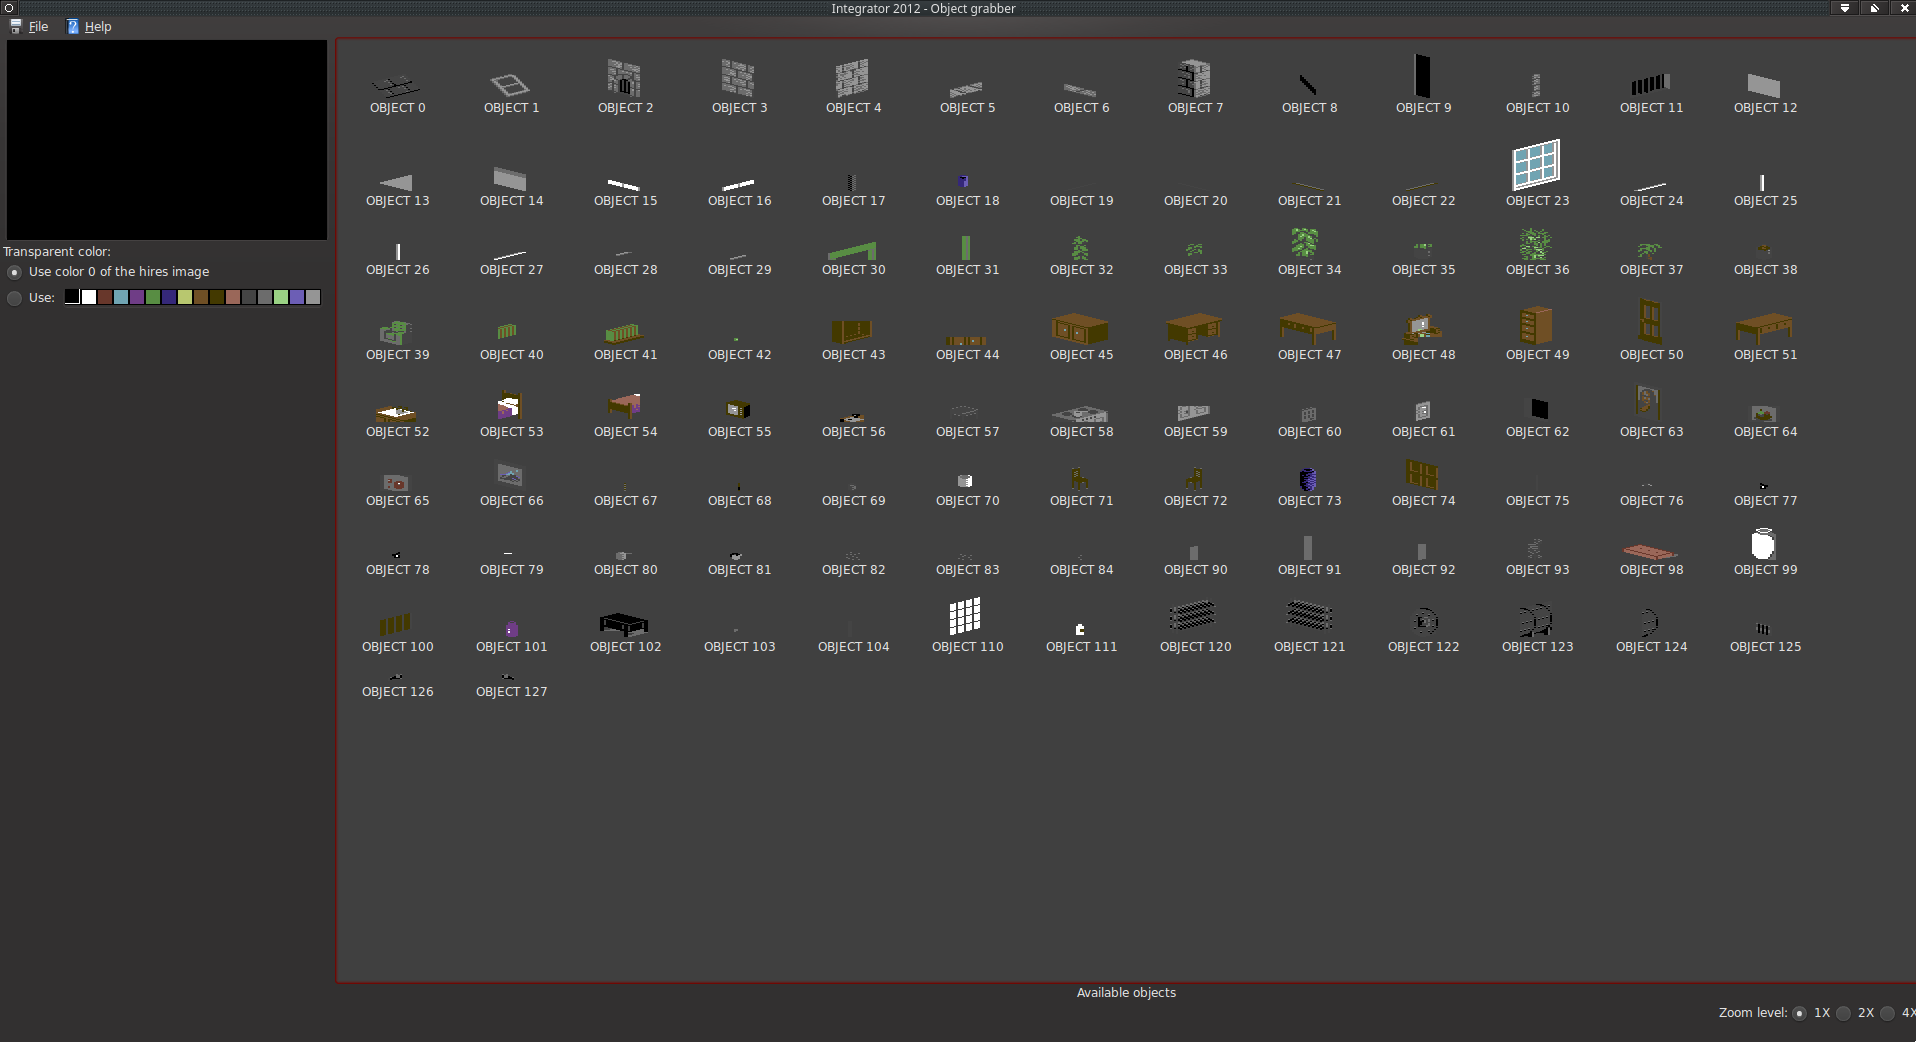 Integrator 2012 - Object grabber
File Help
Transparent color:
Use color 0 of the hires image
Use:
OBJECT 0 OBJECT 1 OBJECT 2 OBJECT 3 OBJECT 4 OBJECT 5 OBJECT 6 OBJECT 7 OBJECT 8 OBJECT 9 OBJECT 10 OBJECT 11 OBJECT 12
OBJECT 13 OBJECT 14 OBJECT 15 OBJECT 16 OBJECT 17 OBJECT 18 OBJECT 19 OBJECT 20 OBJECT 21 OBJECT 22 OBJECT 23 OBJECT 24 OBJECT 25
OBJECT 26 OBJECT 27 OBJECT 28 OBJECT 29 OBJECT 30 OBJECT 31 OBJECT 32 OBJECT 33 OBJECT 34 OBJECT 35 OBJECT 36 OBJECT 37 OBJECT 38
OBJECT 39 OBJECT 40 OBJECT 41 OBJECT 42 OBJECT 43 OBJECT 44 OBJECT 45 OBJECT 46 OBJECT 47 OBJECT 48 OBJECT 49 OBJECT 50 OBJECT 51
OBJECT 52 OBJECT 53 OBJECT 54 OBJECT 55 OBJECT 56 OBJECT 57 OBJECT 58 OBJECT 59 OBJECT 60 OBJECT 61 OBJECT 62 OBJECT 63 OBJECT 64
OBJECT 65 OBJECT 66 OBJECT 67 OBJECT 68 OBJECT 69 OBJECT 70 OBJECT 71 OBJECT 72 OBJECT 73 OBJECT 74 OBJECT 75 OBJECT 76 OBJECT 77
OBJECT 78 OBJECT 79 OBJECT 80 OBJECT 81 OBJECT 82 OBJECT 83 OBJECT 84 OBJECT 90 OBJECT 91 OBJECT 92 OBJECT 93 OBJECT 98 OBJECT 99
OBJECT 100 OBJECT 101 OBJECT 102 OBJECT 103 OBJECT 104 OBJECT 110 OBJECT 111 OBJECT 120 OBJECT 121 OBJECT 122 OBJECT 123 OBJECT 124 OBJECT 125
OBJECT 126 OBJECT 127
Available objects
Zoom level: 1X 2X 4X